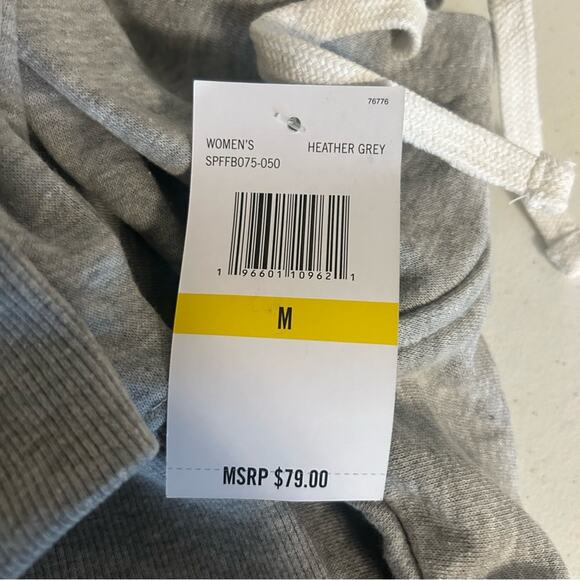 76776
WOMEN'S HEATHER GREY
SPFFB075-050
1 96601 10962 1
M
MSRP $79.00